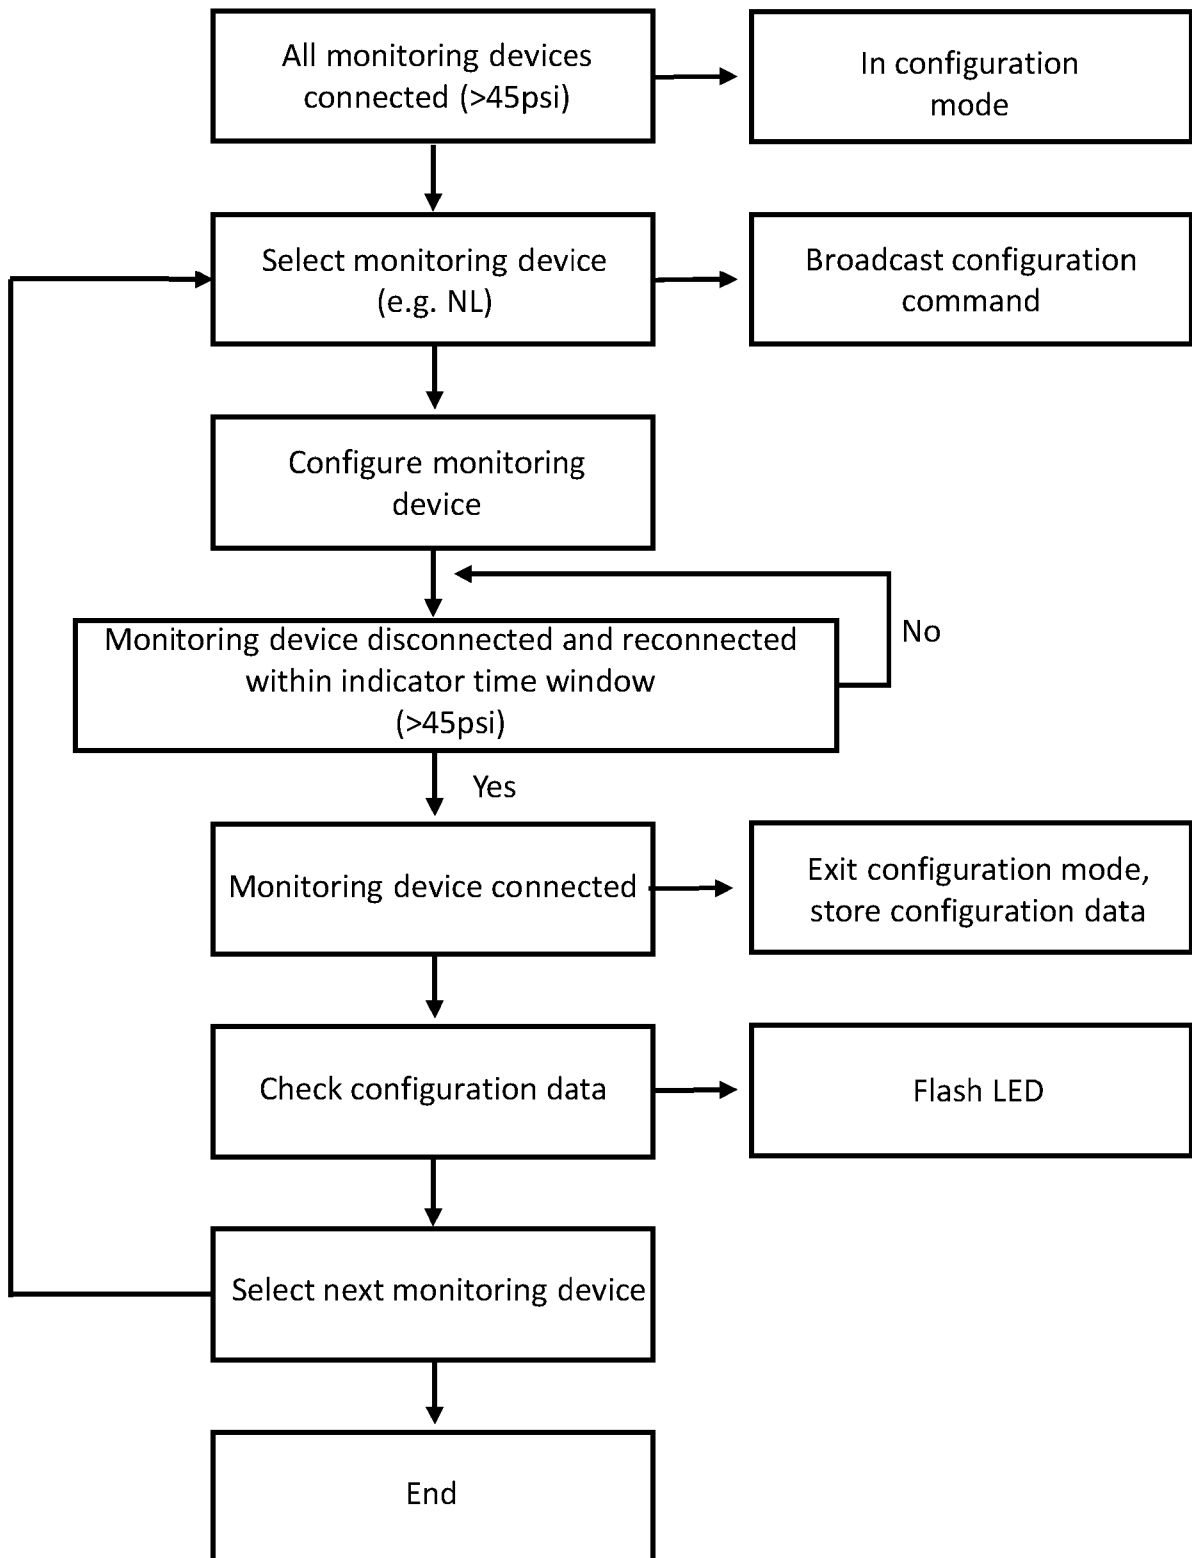 All monitoring devices
connected (>45psi)
In configuration
mode
Select monitoring device
(e.g. NL)
Broadcast configuration
command
Configure monitoring
device
No
Monitoring device disconnected and reconnected
within indicator time window
(>45psi)
Yes
Monitoring device connected
Exit configuration mode,
store configuration data
Check configuration data
Flash LED
Select next monitoring device
End